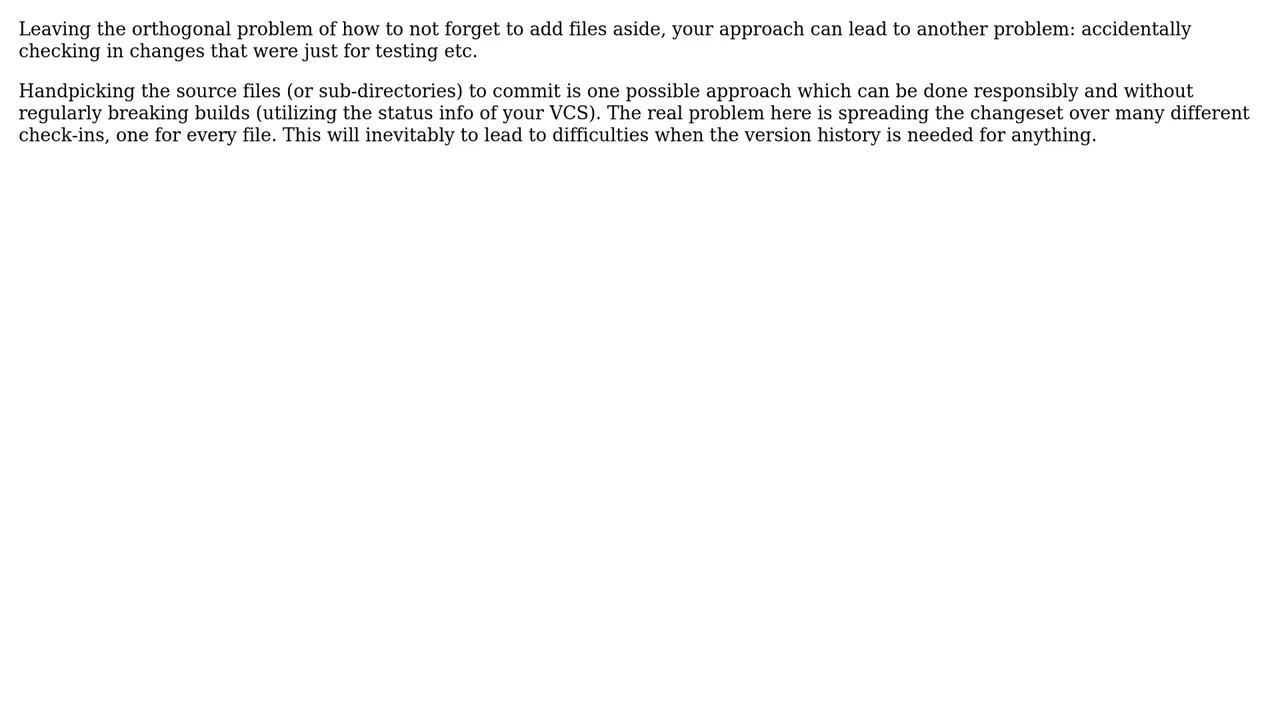 Leaving the orthogonal problem of how to not forget to add files aside, your approach can lead to another problem: accidentally
checking in changes that were just for testing etc.
Handpicking the source files (or sub-directories) to commit is one possible approach which can be done responsibly and without
regularly breaking builds (utilizing the status info of your VCS). The real problem here is spreading the changeset over many different
check-ins, one for every file. This will inevitably to lead to difficulties when the version history is needed for anything.